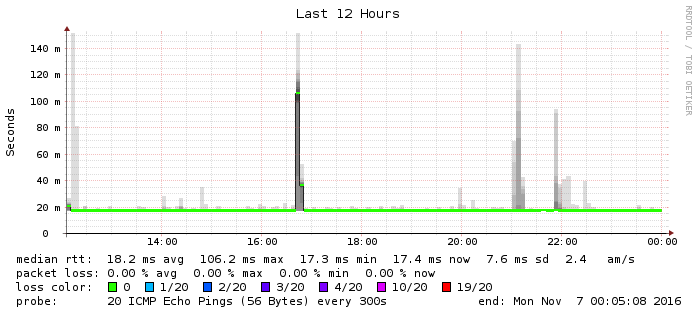 Last 12 Hours
RRDTOOL / TOBI OETIKER
Seconds
140 m
120 m
100 m
80 m
60 m
40 m
20 m
0
14:00 16:00 18:00 20:00 22:00 00:00
median rtt: 18.2 ms avg 106.2 ms max 17.3 ms min 17.4 ms now 7.6 ms sd 2.4 am/s
packet loss: 0.00 % avg 0.00 % max 0.00 % min 0.00 % now
loss color: 0 1/20 2/20 3/20 4/20 10/20 19/20
probe: 20 ICMP Echo Pings (56 Bytes) every 300s end: Mon Nov 7 00:05:08 2016